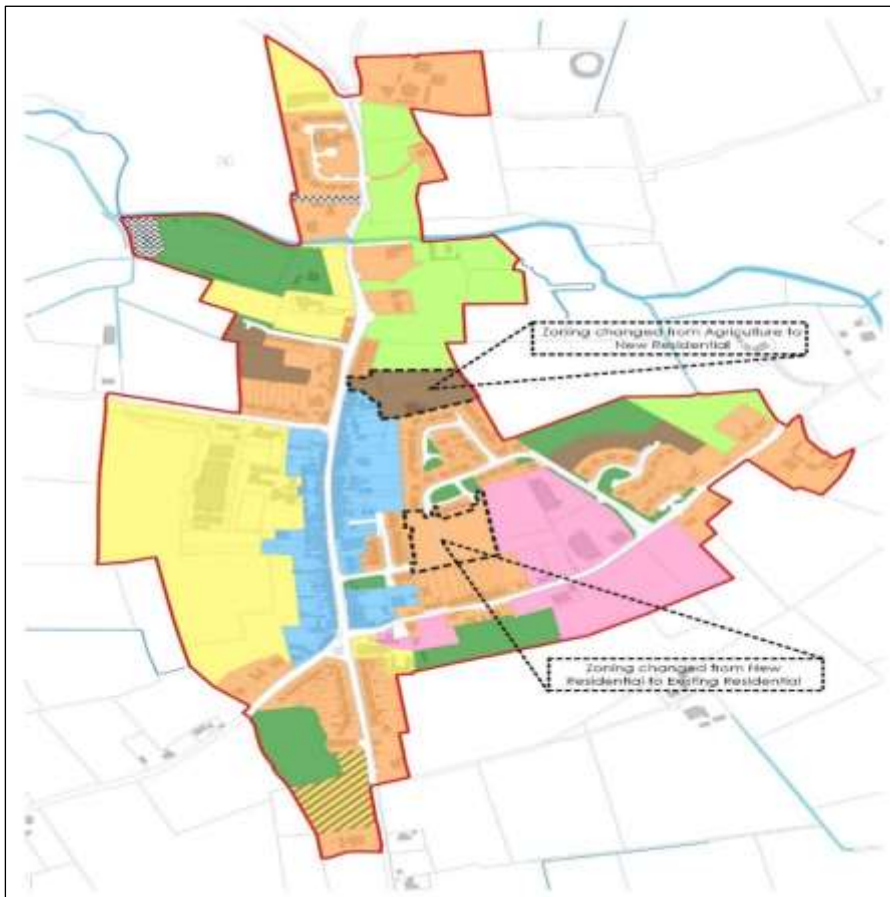 Zoning changed from Agriculture to
New Residential
Zoning changed from New
Residential to Existing Residential